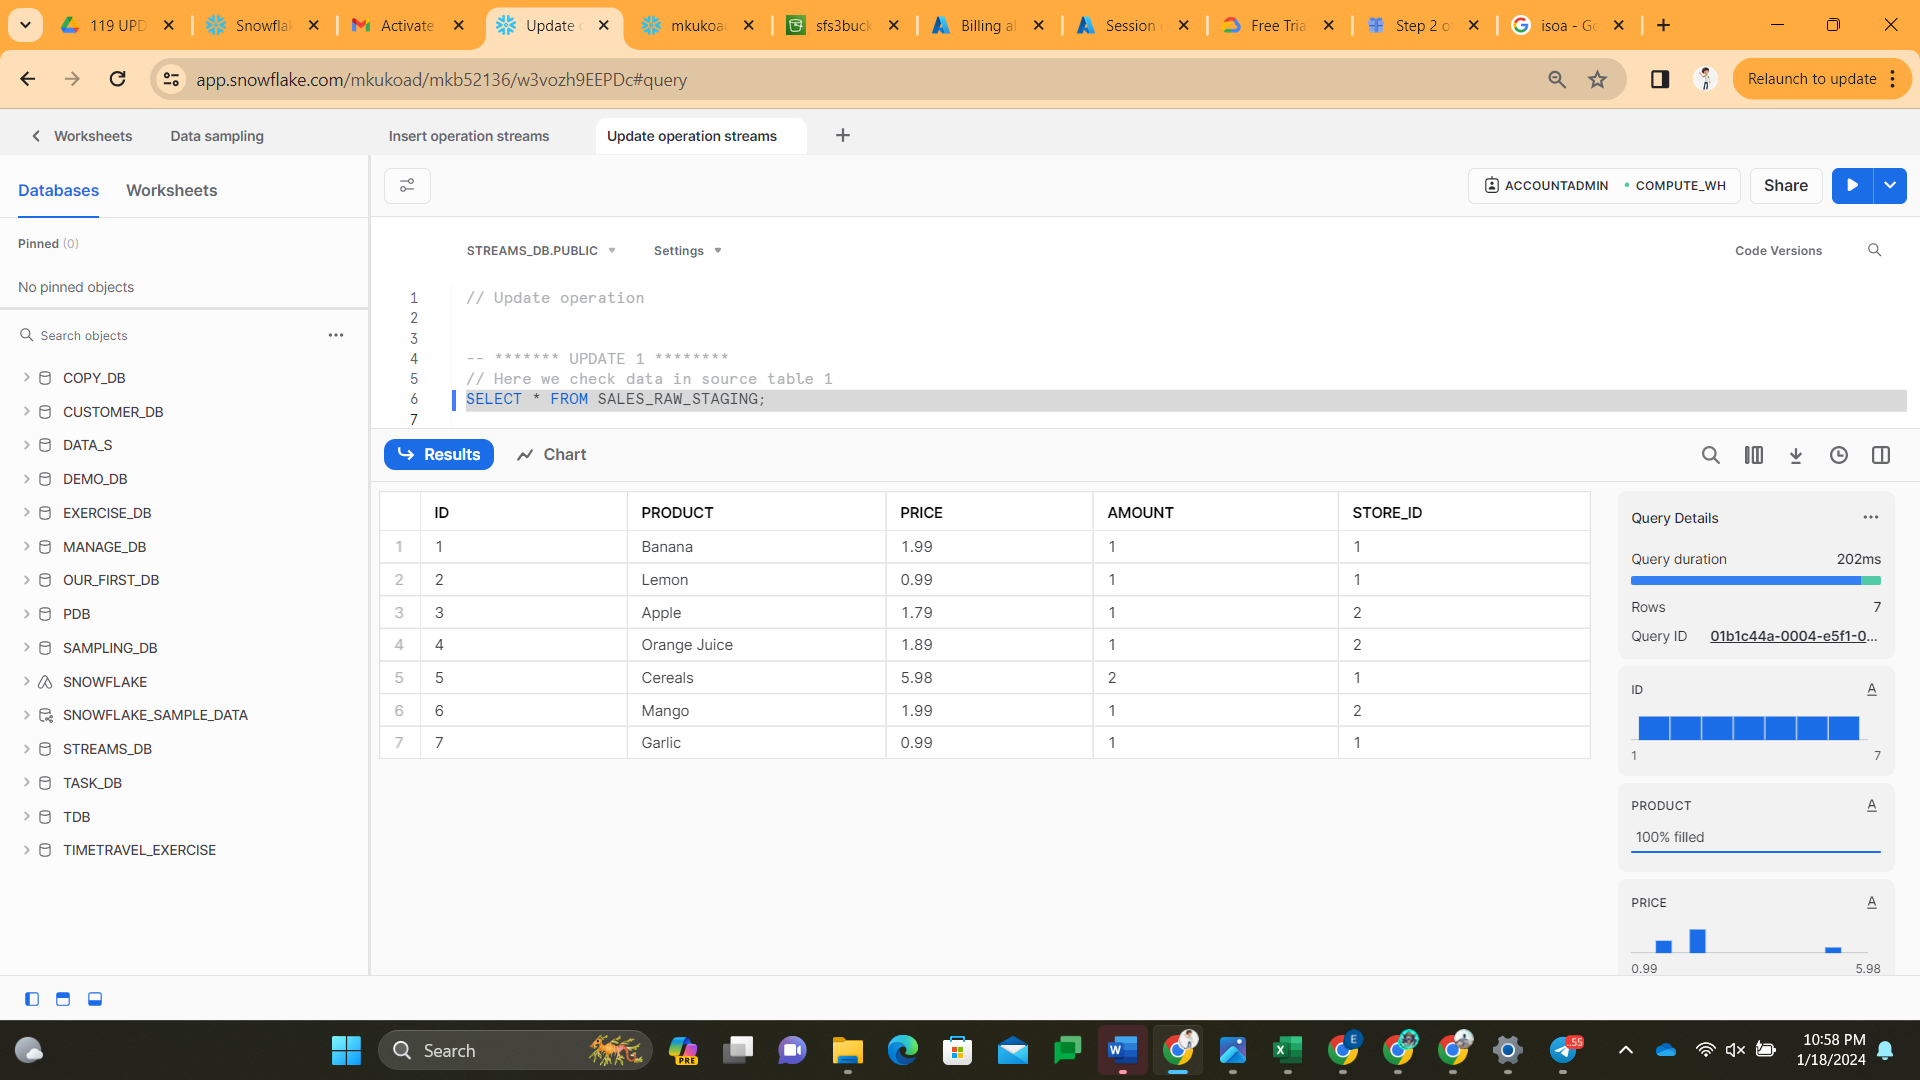 119 UPD
Snowflak
Activate
Update o
mkukoad
sfs3buck
Billing al
Session
Free Tria
Step 2 o
isoa - Go
app.snowflake.com/mkukoad/mkb52136/w3vozh9EEPDc#query
Relaunch to update
Worksheets
Data sampling
Insert operation streams
Update operation streams
Databases
Worksheets
ACCOUNTADMIN
COMPUTE_WH
Share
Pinned (0)
No pinned objects
STREAMS_DB.PUBLIC
Settings
Code Versions
Search objects
COPY_DB
CUSTOMER_DB
DATA_S
DEMO_DB
EXERCISE_DB
MANAGE_DB
OUR_FIRST_DB
PDB
SAMPLING_DB
SNOWFLAKE
SNOWFLAKE_SAMPLE_DATA
STREAMS_DB
TASK_DB
TDB
TIMETRAVEL_EXERCISE
1 // Update operation
2
3
4 -- ******* UPDATE 1 ********
5 // Here we check data in source table 1
6 SELECT * FROM SALES_RAW_STAGING;
7
Results
Chart
ID PRODUCT PRICE AMOUNT STORE_ID
1 1 Banana 1.99 1 1
2 2 Lemon 0.99 1 1
3 3 Apple 1.79 1 2
4 4 Orange Juice 1.89 1 2
5 5 Cereals 5.98 2 1
6 6 Mango 1.99 1 2
7 7 Garlic 0.99 1 1
Query Details
Query duration 202ms
Rows 7
Query ID 01b1c44a-0004-e5f1-0...
ID A
1 7
PRODUCT A
100% filled
PRICE A
0.99 5.98
Search
PRE
E
55
10:58 PM
1/18/2024